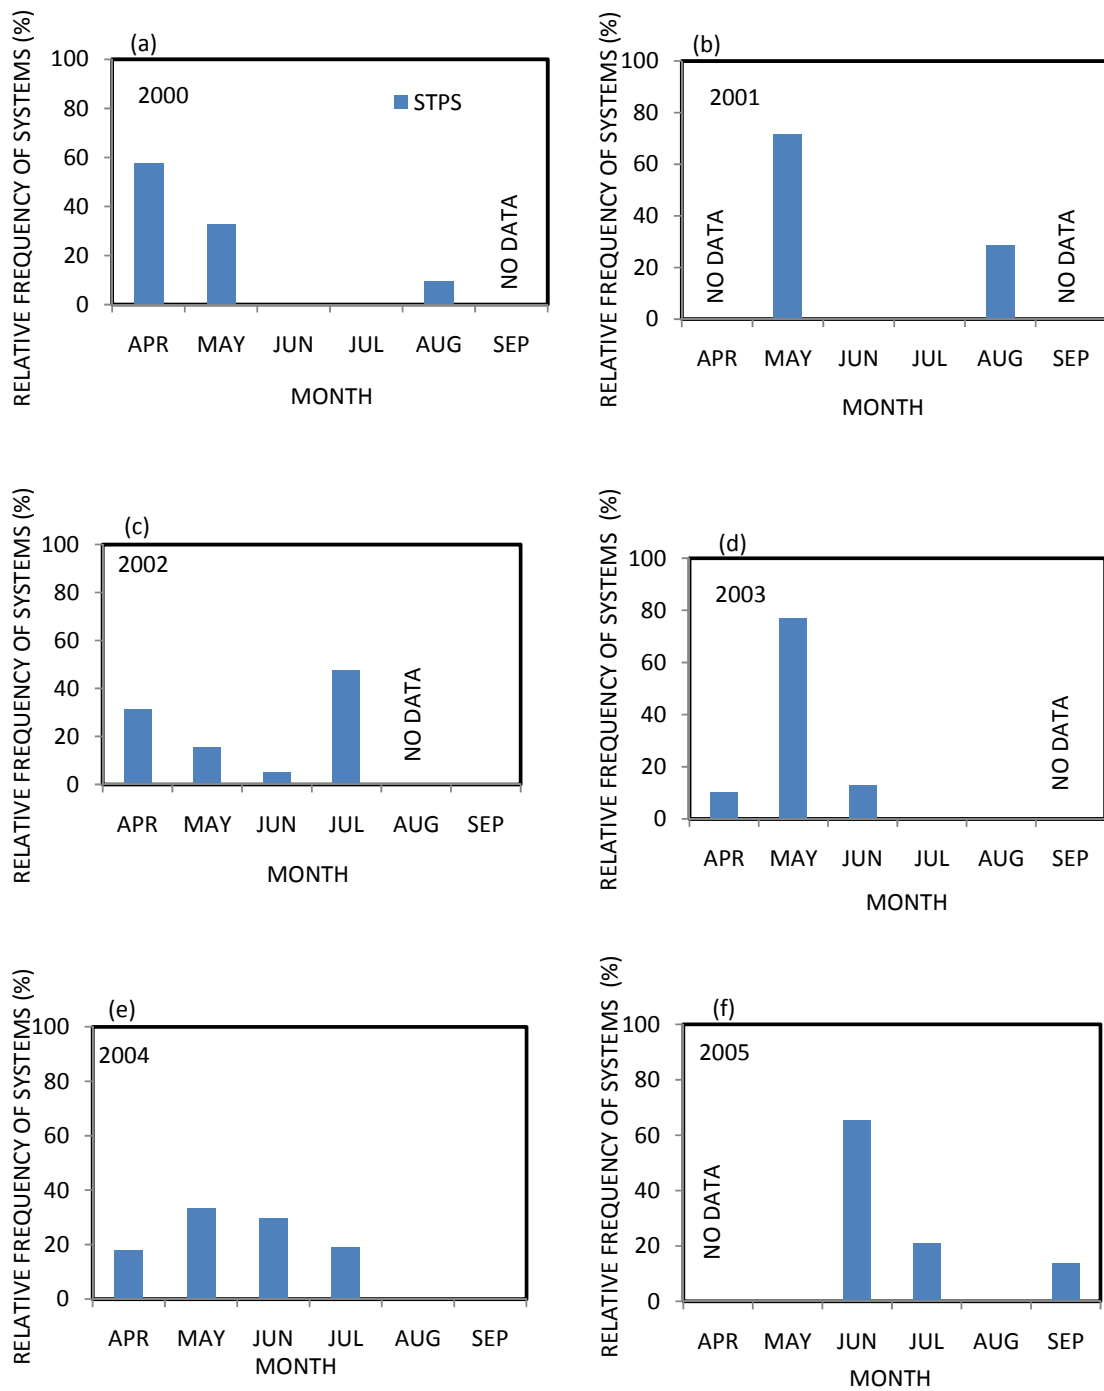 (a)
RELATIVE FREQUENCY OF SYSTEMS (%)
100
80
60
40
20
0
2000
STPS
NO DATA
APR MAY JUN JUL AUG SEP
MONTH
(b)
RELATIVE FREQUENCY OF SYSTEMS (%)
100
80
60
40
20
0
2001
NO DATA
NO DATA
APR MAY JUN JUL AUG SEP
MONTH
(c)
RELATIVE FREQUENCY OF SYSTEMS (%)
100
80
60
40
20
0
2002
NO DATA
APR MAY JUN JUL AUG SEP
MONTH
(d)
RELATIVE FREQUENCY OF SYSTEMS (%)
100
80
60
40
20
0
2003
NO DATA
APR MAY JUN JUL AUG SEP
MONTH
(e)
RELATIVE FREQUENCY OF SYSTEMS (%)
100
80
60
40
20
0
2004
APR MAY JUN JUL AUG SEP
MONTH
(f)
RELATIVE FREQUENCY OF SYSTEMS (%)
100
80
60
40
20
0
2005
NO DATA
APR MAY JUN JUL AUG SEP
MONTH